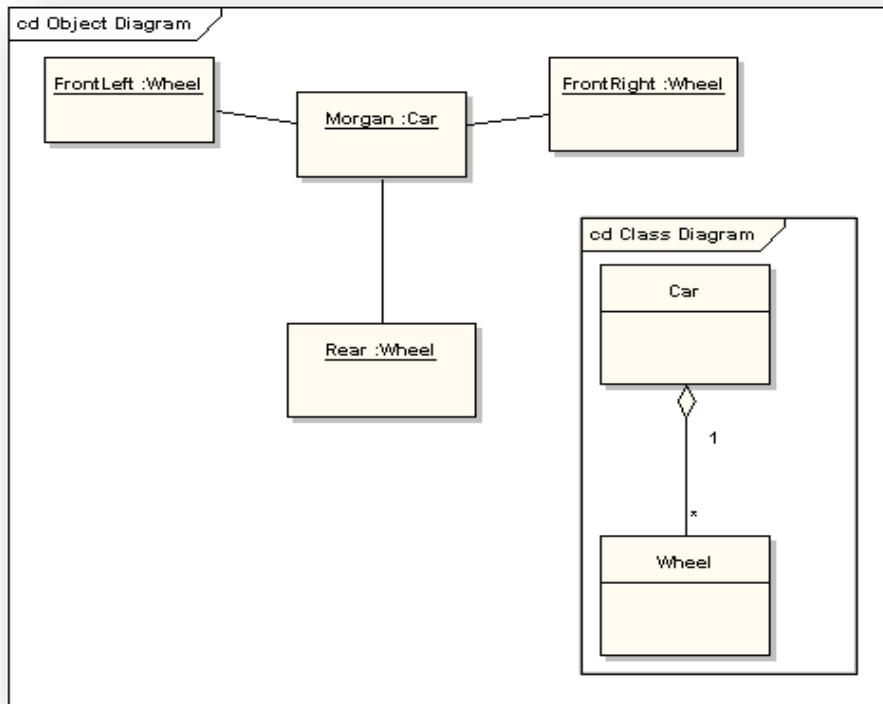 cd Object Diagram
FrontLeft :Wheel
Morgan :Car
FrontRight :Wheel
Rear :Wheel
cd Class Diagram
Car
1
*
Wheel